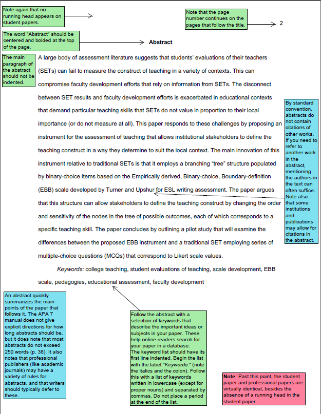 Note again that no
running head appears on
student papers.
Note that the page
number continues on the
pages that follow the title.
2
The word "Abstract" should be
centered and bolded at the top
of the page.
Abstract
The main
paragraph of
the abstract
should not be
indented.
A large body of assessment literature suggests that students' evaluations of their teachers
(SETs) can fail to measure the construct of teaching in a variety of contexts. This can
compromise faculty development efforts that rely on information from SETs. The disconnect
between SET results and faculty development efforts is exacerbated in educational contexts
that demand particular teaching skills that SETs do not value in proportion to their local
importance (or do not measure at all). This paper responds to these challenges by proposing an
instrument for the assessment of teaching that allows institutional stakeholders to define the
teaching construct in a way they determine to suit the local context. The main innovation of this
instrument relative to traditional SETs is that it employs a branching "tree" structure populated
by binary-choice items based on the Empirically derived, Binary-choice, Boundary-definition
(EBB) scale developed by Turner and Upshur for ESL writing assessment. The paper argues
that this structure can allow stakeholders to define the teaching construct by changing the order
and sensitivity of the nodes in the tree of possible outcomes, each of which corresponds to a
specific teaching skill. The paper concludes by outlining a pilot study that will examine the
differences between the proposed EBB instrument and a traditional SET employing series of
multiple-choice questions (MCQs) that correspond to Likert scale values.
Keywords: college teaching, student evaluations of teaching, scale development, EBB
scale, pedagogies, educational assessment, faculty development
By standard
convention,
abstracts do
not contain
citations of
other works.
If you need to
refer to
another work
in the
abstract,
mentioning
the authors in
the text can
often suffice.
Note also
that some
institutions
and
publications
may allow for
citations in
the abstract.
An abstract quickly
summarizes the main
points of the paper that
follows it. The APA 7
manual does not give
explicit directions for how
long abstracts should be,
but it does note that most
abstracts do not exceed
250 words (p. 38). It also
notes that professional
publishers (like academic
journals) may have a
variety of rules for
abstracts, and that writers
should typically defer to
these.
Follow the abstract with a
selection of keywords that
describe the important ideas or
subjects in your paper. These
help online readers search for
your paper in a database.
The keyword list should have its
first line indented. Begin the list
with the label "Keywords:" (note
the italics and the colon). Follow
this with a list of keywords
written in lowercase (except for
proper nouns) and separated by
commas. Do not place a period
at the end of the list.
Note: Past this point, the student
paper and professional papers are
virtually identical, besides the
absence of a running head in the
student paper.